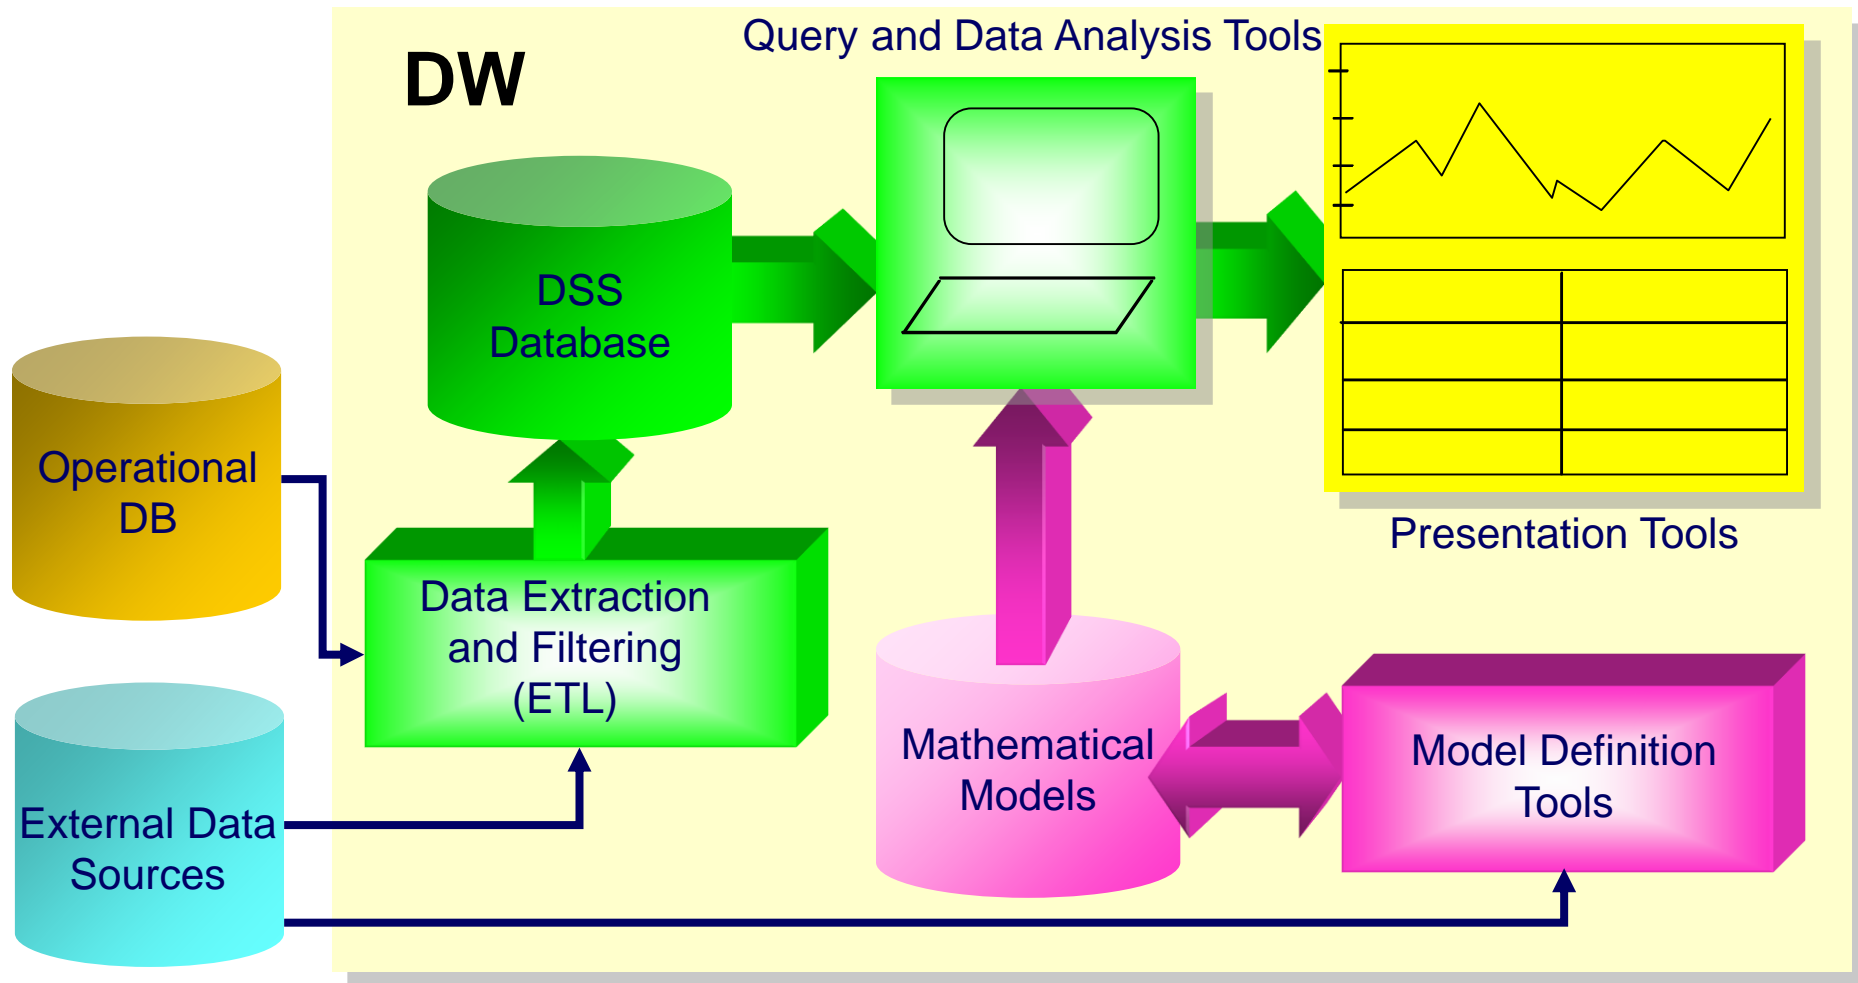 Query and Data Analysis Tools
DW
DSS
Database
Operational
DB
Presentation Tools
Data Extraction
and Filtering
(ETL)
Mathematical
Models
Model Definition
Tools
External Data
Sources